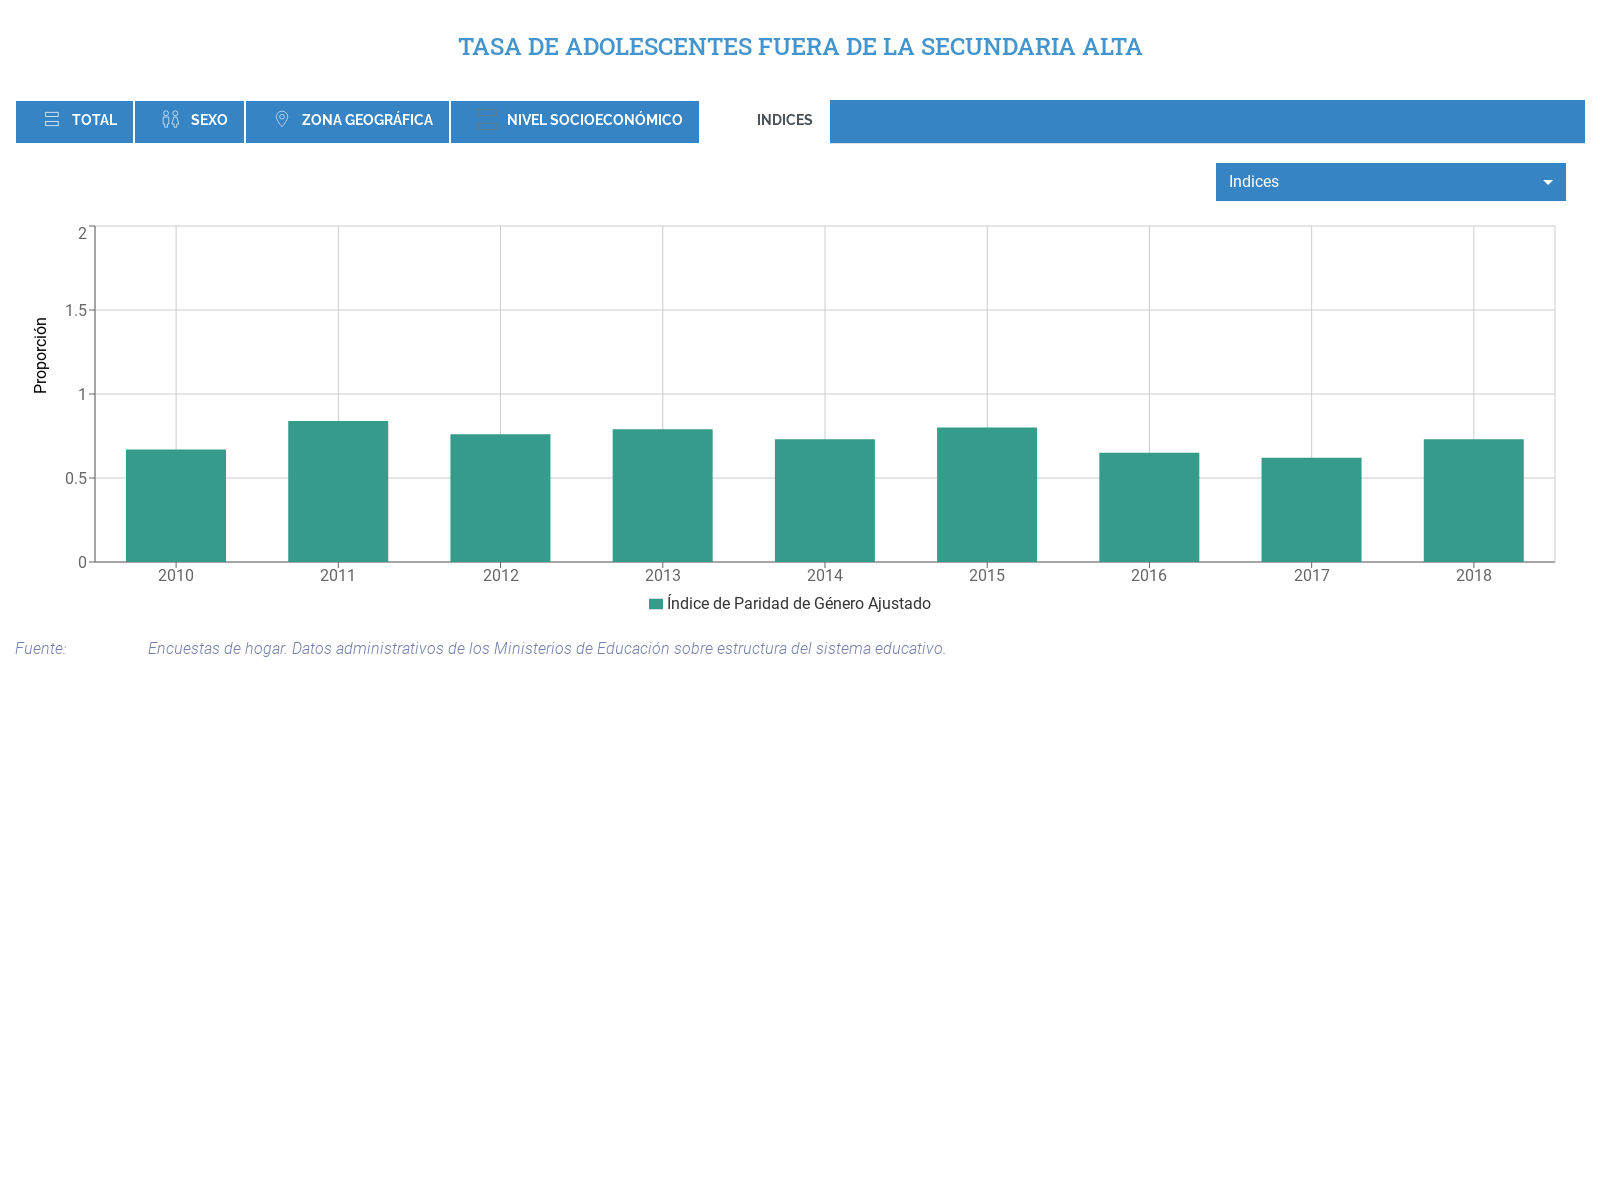 TASA DE ADOLESCENTES FUERA DE LA SECUNDARIA ALTA
TOTAL SEXO ZONA GEOGRÁFICA NIVEL SOCIOECONÓMICO INDICES
Indices
2
1.5
1
0.5
0
Proporción
2010 2011 2012 2013 2014 2015 2016 2017 2018
Índice de Paridad de Género Ajustado
Fuente: Encuestas de hogar. Datos administrativos de los Ministerios de Educación sobre estructura del sistema educativo.